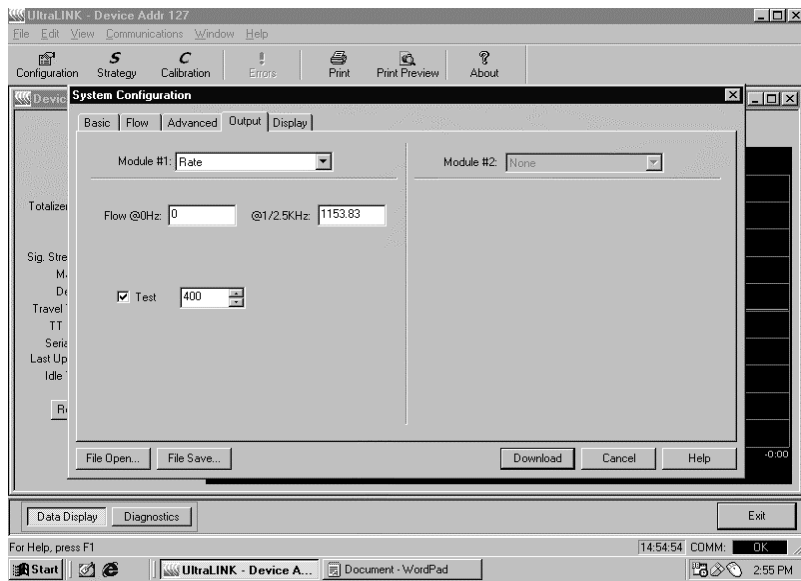 UltraLINK - Device Addr 127
File Edit View Communications Window Help
Configuration Strategy Calibration Errors Print Print Preview About
Devic
System Configuration
Basic Flow Advanced Output Display
Module #1: Rate
Module #2: None
Flow @0Hz: 0 @1/2.5KHz: 1153.83
Test 400
Totalize
Sig. Stre
M
De
Travel
TT
Seria
Last Up
Idle
R
File Open... File Save... Download Cancel Help
-0:00
Data Display Diagnostics Exit
For Help, press F1 14:54:54 COMM: OK
Start UltraLINK - Device A... Document - WordPad 2:55 PM